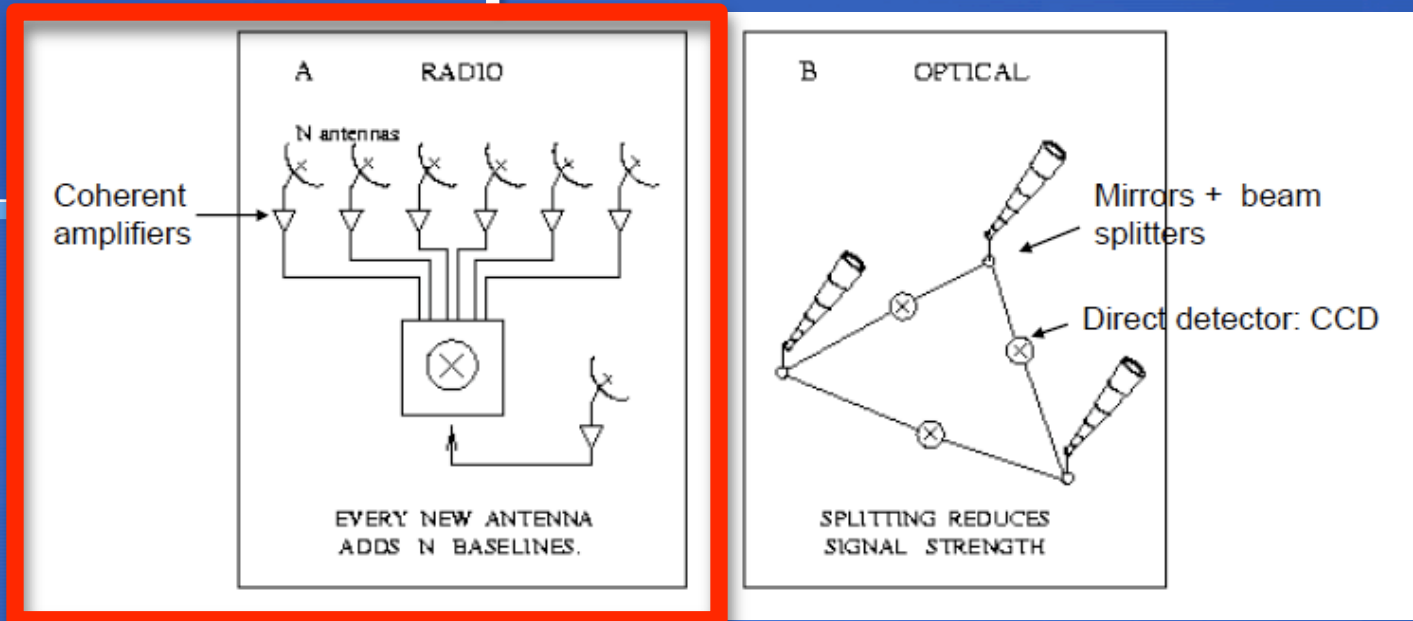 A RADIO
N antennas
Coherent
amplifiers
EVERY NEW ANTENNA
ADDS N BASELINES.
B OPTICAL
Mirrors + beam
splitters
Direct detector: CCD
SPLITTING REDUCES
SIGNAL STRENGTH